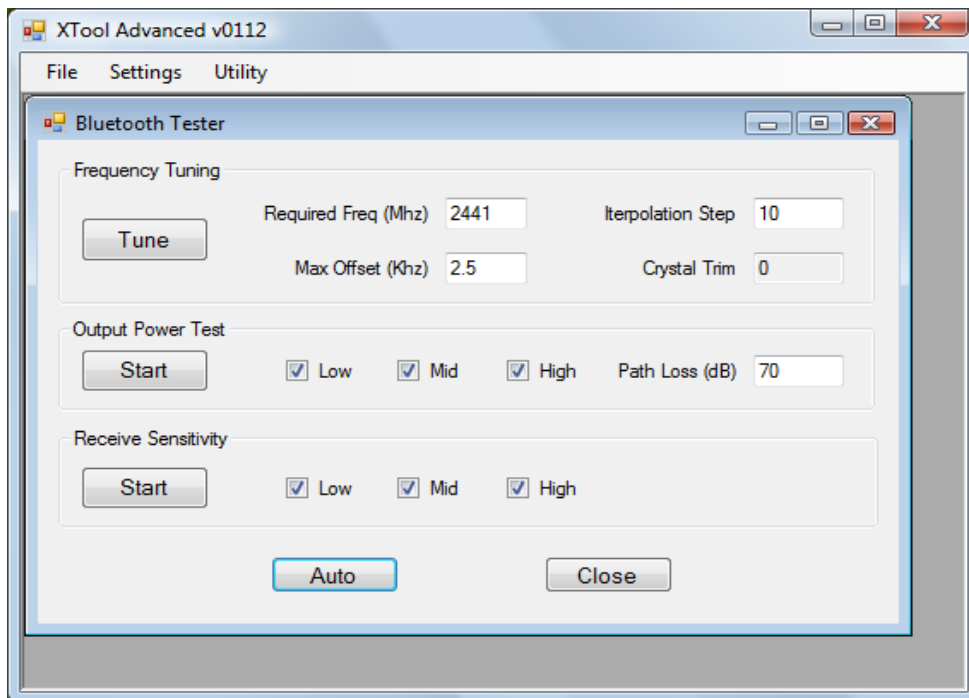 XTool Advanced v0112
File Settings Utility
Bluetooth Tester
Frequency Tuning
Tune
Required Freq (Mhz) 2441
Iterpolation Step 10
Max Offset (Khz) 2.5
Crystal Trim 0
Output Power Test
Start
Low
Mid
High
Path Loss (dB) 70
Receive Sensitivity
Start
Low
Mid
High
Auto
Close